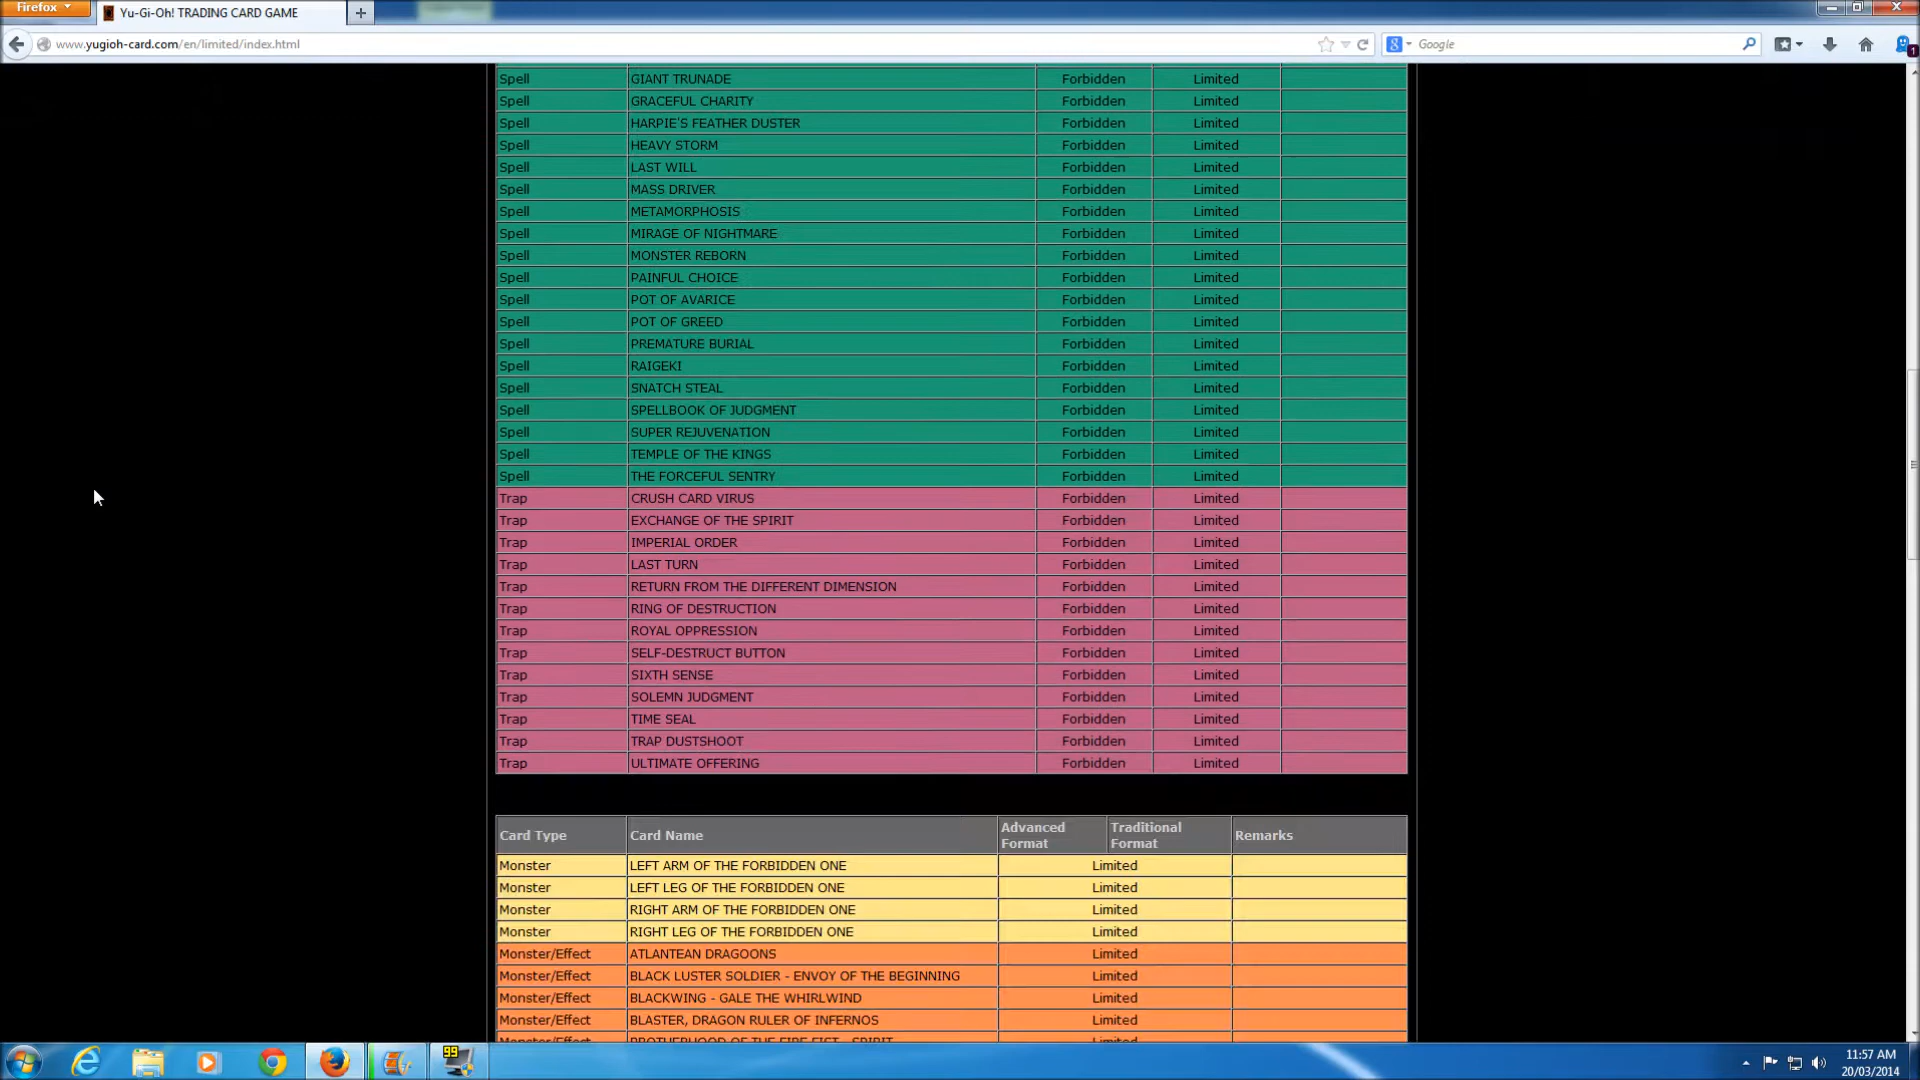 Firefox
Yu-Gi-Oh! TRADING CARD GAME
www.yugioh-card.com/en/limited/index.html
Google
1
Spell GIANT TRUNADE Forbidden Limited
Spell GRACEFUL CHARITY Forbidden Limited
Spell HARPIE'S FEATHER DUSTER Forbidden Limited
Spell HEAVY STORM Forbidden Limited
Spell LAST WILL Forbidden Limited
Spell MASS DRIVER Forbidden Limited
Spell METAMORPHOSIS Forbidden Limited
Spell MIRAGE OF NIGHTMARE Forbidden Limited
Spell MONSTER REBORN Forbidden Limited
Spell PAINFUL CHOICE Forbidden Limited
Spell POT OF AVARICE Forbidden Limited
Spell POT OF GREED Forbidden Limited
Spell PREMATURE BURIAL Forbidden Limited
Spell RAIGEKI Forbidden Limited
Spell SNATCH STEAL Forbidden Limited
Spell SPELLBOOK OF JUDGMENT Forbidden Limited
Spell SUPER REJUVENATION Forbidden Limited
Spell TEMPLE OF THE KINGS Forbidden Limited
Spell THE FORCEFUL SENTRY Forbidden Limited
Trap CRUSH CARD VIRUS Forbidden Limited
Trap EXCHANGE OF THE SPIRIT Forbidden Limited
Trap IMPERIAL ORDER Forbidden Limited
Trap LAST TURN Forbidden Limited
Trap RETURN FROM THE DIFFERENT DIMENSION Forbidden Limited
Trap RING OF DESTRUCTION Forbidden Limited
Trap ROYAL OPPRESSION Forbidden Limited
Trap SELF-DESTRUCT BUTTON Forbidden Limited
Trap SIXTH SENSE Forbidden Limited
Trap SOLEMN JUDGMENT Forbidden Limited
Trap TIME SEAL Forbidden Limited
Trap TRAP DUSTSHOOT Forbidden Limited
Trap ULTIMATE OFFERING Forbidden Limited
Card Type Card Name Advanced Format Traditional Format Remarks
Monster LEFT ARM OF THE FORBIDDEN ONE Limited
Monster LEFT LEG OF THE FORBIDDEN ONE Limited
Monster RIGHT ARM OF THE FORBIDDEN ONE Limited
Monster RIGHT LEG OF THE FORBIDDEN ONE Limited
Monster/Effect ATLANTEAN DRAGOONS Limited
Monster/Effect BLACK LUSTER SOLDIER - ENVOY OF THE BEGINNING Limited
Monster/Effect BLACKWING - GALE THE WHIRLWIND Limited
Monster/Effect BLASTER, DRAGON RULER OF INFERNOS Limited
Monster/Effect BROTHERHOOD OF THE FIRE FIST - SPIRIT
99
11:57 AM
20/03/2014